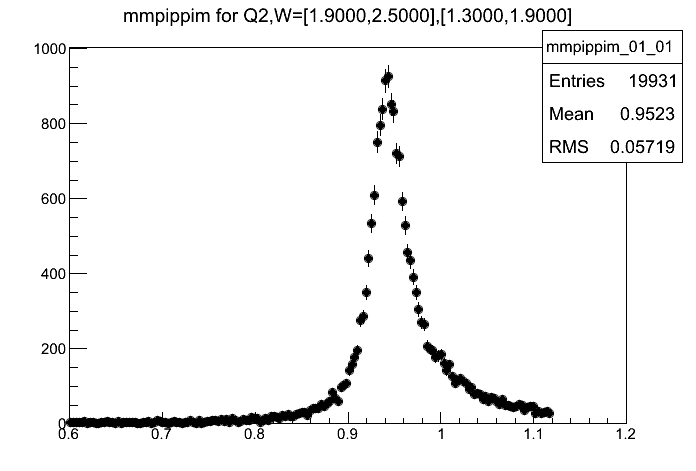 mmpippim for Q2,W=[1.9000,2.5000],[1.3000,1.9000]
mmpippim_01_01
Entries 19931
Mean 0.9523
RMS 0.05719
1000
800
600
400
200
0
0.6 0.7 0.8 0.9 1 1.1 1.2